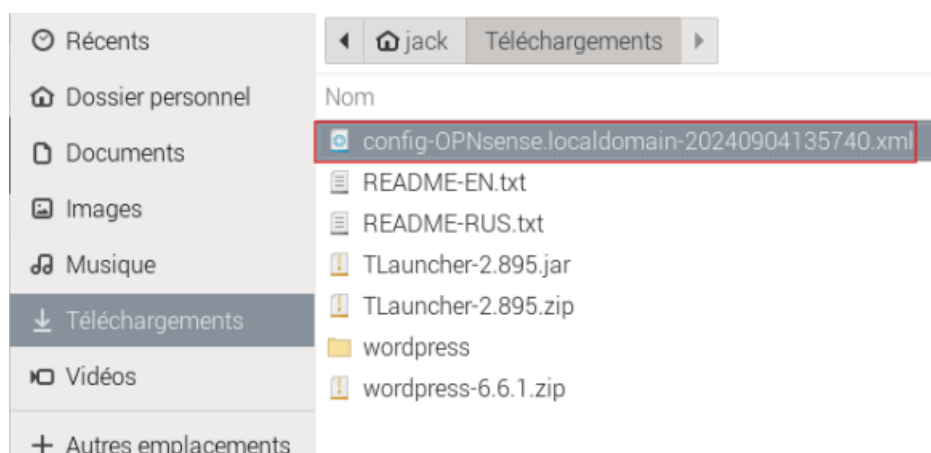 Récents
Dossier personnel
Documents
Images
Musique
Téléchargements
Vidéos
Autres emplacements
jack Téléchargements
Nom
config-OPNsense.localdomain-20240904135740.xml
README-EN.txt
README-RUS.txt
TLauncher-2.895.jar
TLauncher-2.895.zip
wordpress
wordpress-6.6.1.zip